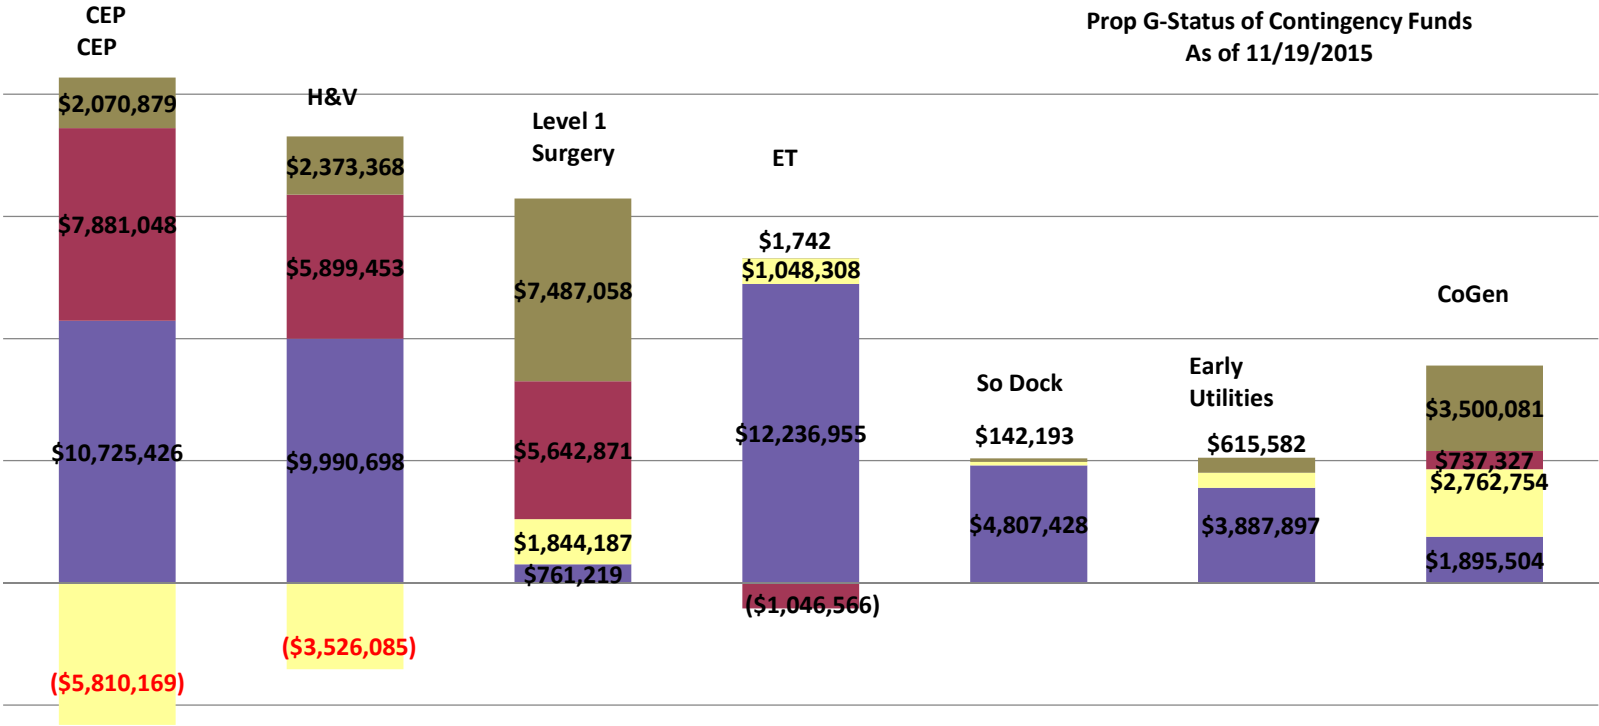 CEP
CEP
Prop G-Status of Contingency Funds
As of 11/19/2015
$2,070,879
$7,881,048
$10,725,426
($5,810,169)
H&V
$2,373,368
$5,899,453
$9,990,698
($3,526,085)
Level 1
Surgery
$7,487,058
$5,642,871
$1,844,187
$761,219
ET
$1,742
$1,048,308
$12,236,955
($1,046,566)
So Dock
$142,193
$4,807,428
Early
Utilities
$615,582
$3,887,897
CoGen
$3,500,081
$737,327
$2,762,754
$1,895,504